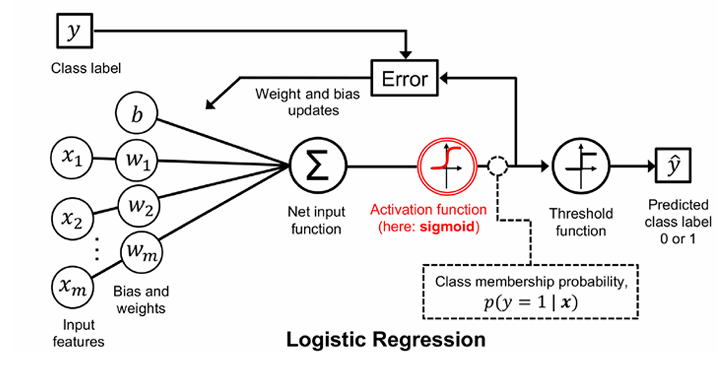 y
Class label
Error
Weight and bias
updates
b
x₁
w₁
x₂
w₂
⋮
wₘ
xₘ
Bias and
weights
Input
features
Σ
Net input
function
Activation function
(here: sigmoid)
Threshold
function
ŷ
Predicted
class label
0 or 1
Class membership probability,
p(y = 1 | x)
Logistic Regression